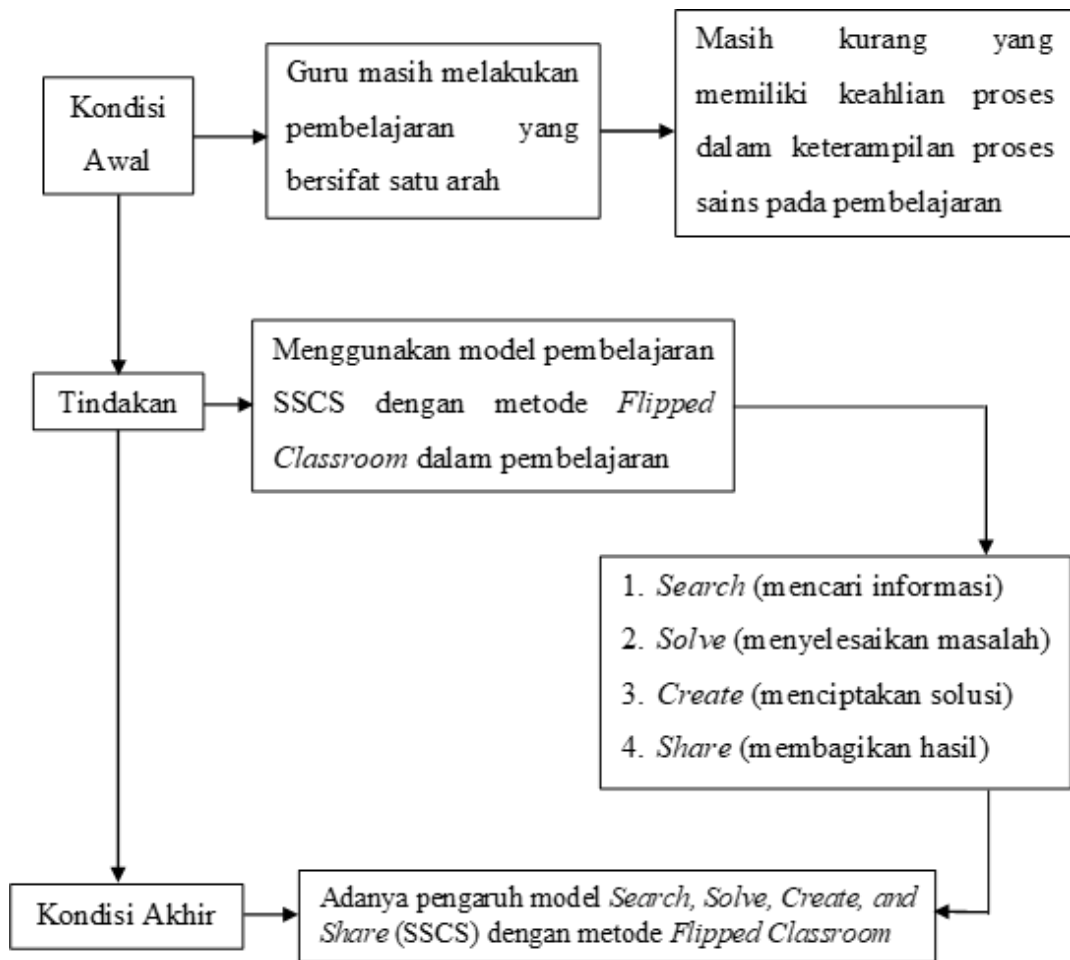 Kondisi
Awal
Guru masih melakukan
pembelajaran yang
bersifat satu arah
Masih kurang yang
memiliki keahlian proses
dalam keterampilan proses
sains pada pembelajaran
Tindakan
Menggunakan model pembelajaran
SSCS dengan metode Flipped
Classroom dalam pembelajaran
1. Search (mencari informasi)
2. Solve (menyelesaikan masalah)
3. Create (menciptakan solusi)
4. Share (membagikan hasil)
Kondisi Akhir
Adanya pengaruh model Search, Solve, Create, and
Share (SSCS) dengan metode Flipped Classroom